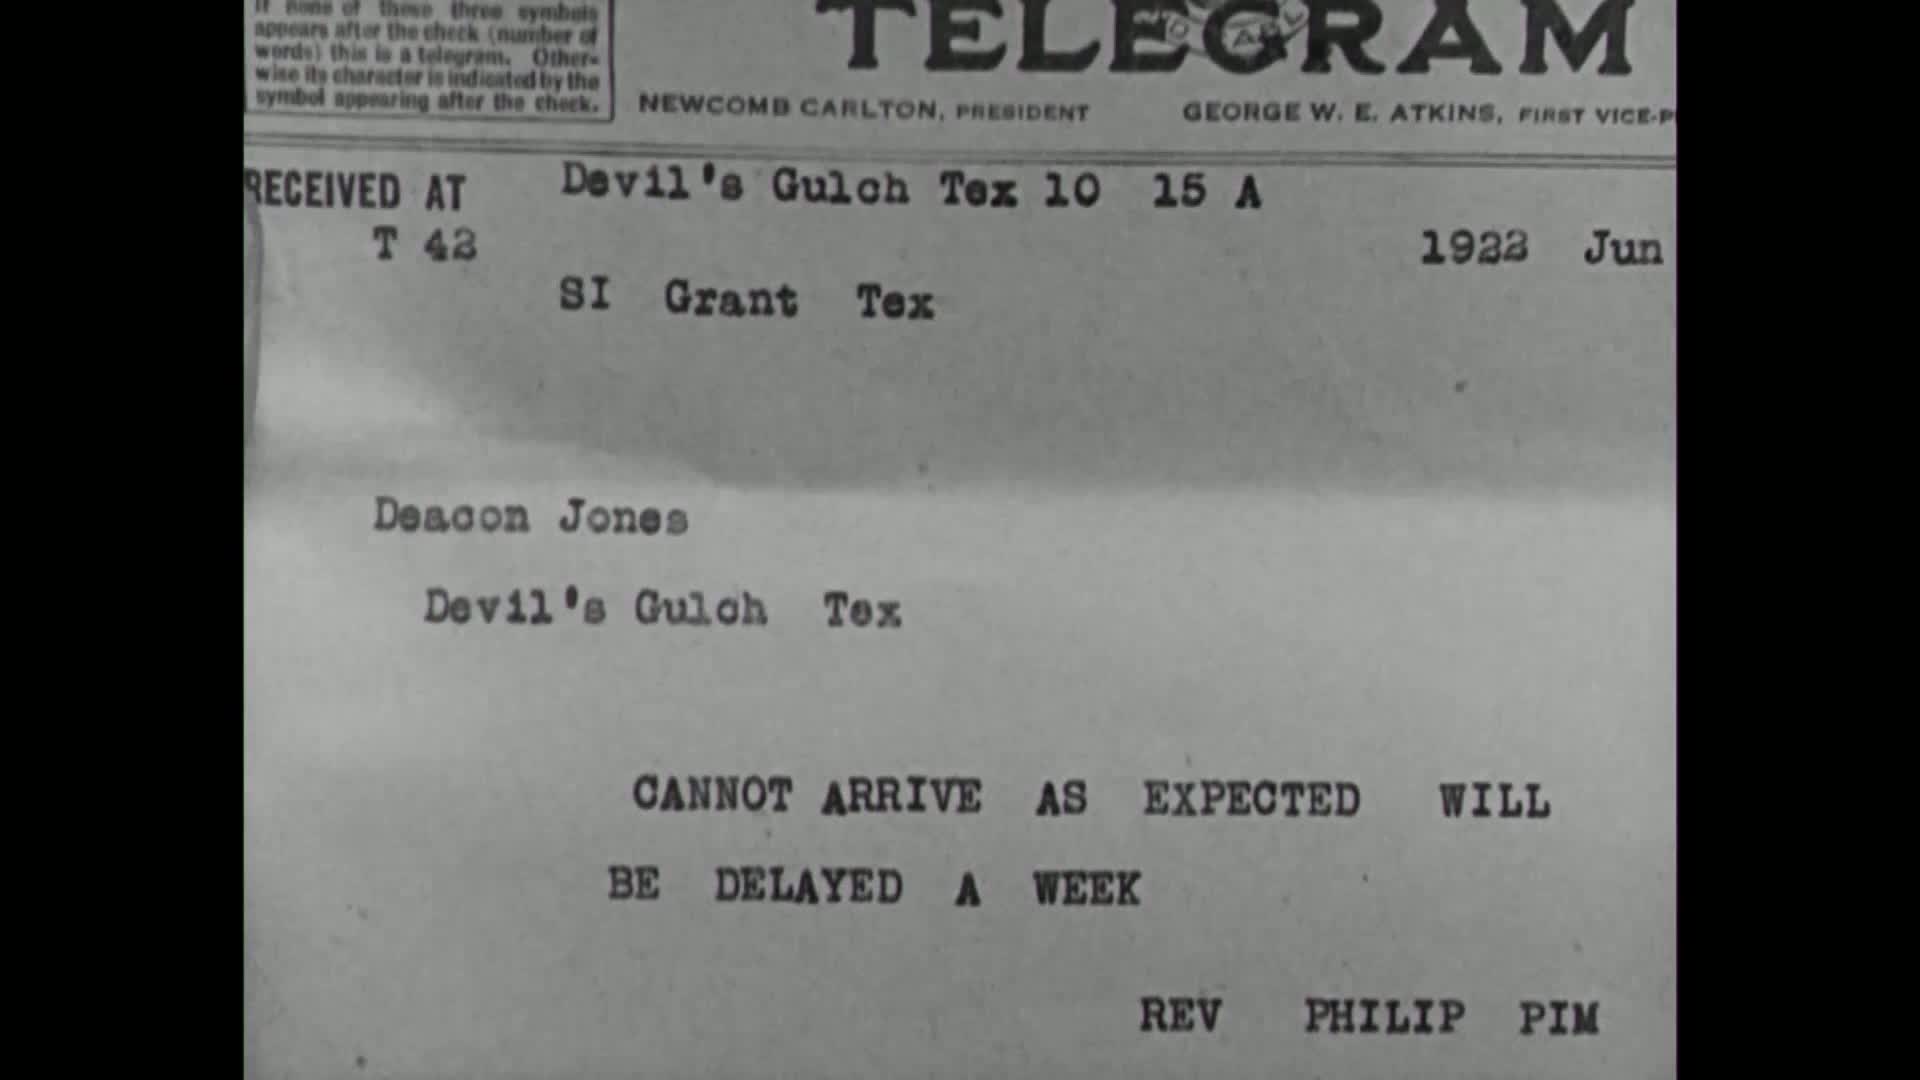 If none of these three symbols
appears after the check (number of
words) this is a telegram. Other-
wise its character is indicated by the
symbol appearing after the check.
TELEGRAM
NEWCOMB CARLTON, PRESIDENT GEORGE W. E. ATKINS, FIRST VICE-P
RECEIVED AT Devil's Gulch Tex 10 15 A
T 42 1922 Jun
SI Grant Tex
Deacon Jones
Devil's Gulch Tex
CANNOT ARRIVE AS EXPECTED WILL
BE DELAYED A WEEK
REV PHILIP PIM